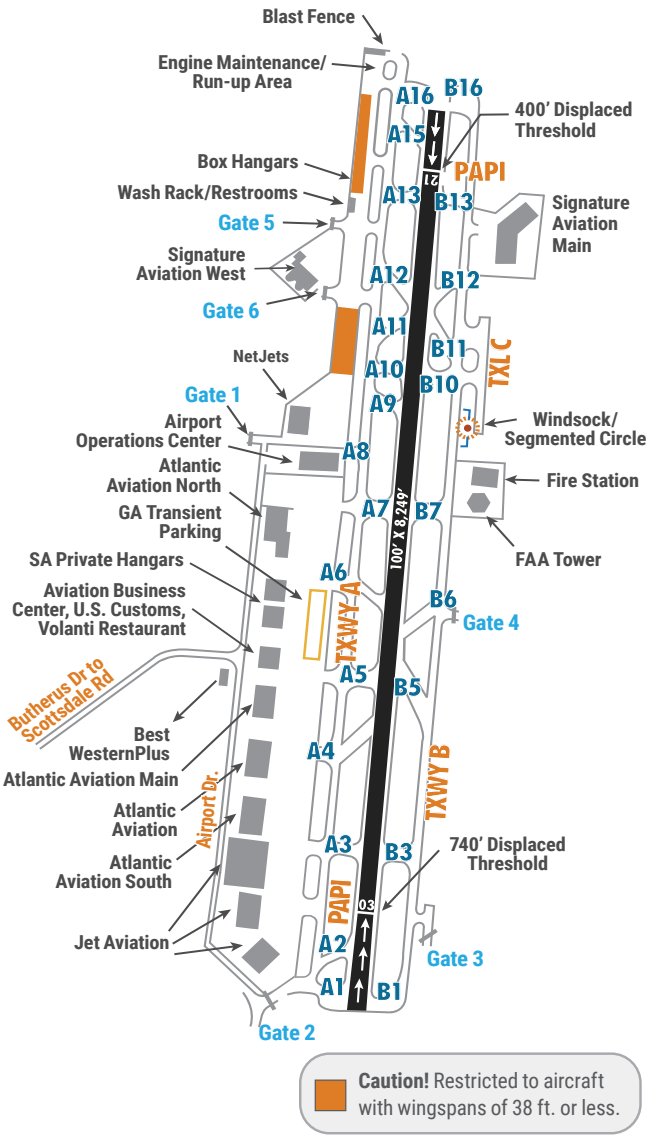 Blast Fence
Engine Maintenance/
Run-up Area
A16
B16
400' Displaced
Threshold
A15
21
PAPI
Box Hangars
Wash Rack/Restrooms
A13
B13
Signature
Aviation
Main
Gate 5
Signature
Aviation West
A12
B12
Gate 6
A11
B11
TXL C
NetJets
A10
B10
Gate 1
A9
Windsock/
Segmented Circle
Airport
Operations Center
A8
Atlantic
Aviation North
Fire Station
GA Transient
Parking
A7
100' X 8,249'
B7
FAA Tower
SA Private Hangars
A6
TXWY A
Aviation Business
Center, U.S. Customs,
Volanti Restaurant
B6
Gate 4
Butherus Dr to
Scottsdale Rd
A5
B5
Best
WesternPlus
A4
TXWY B
Atlantic Aviation Main
Airport Dr.
Atlantic
Aviation
A3
B3
740' Displaced
Threshold
Atlantic
Aviation South
PAPI
03
Jet Aviation
A2
Gate 3
A1
B1
Gate 2
Caution! Restricted to aircraft
with wingspans of 38 ft. or less.